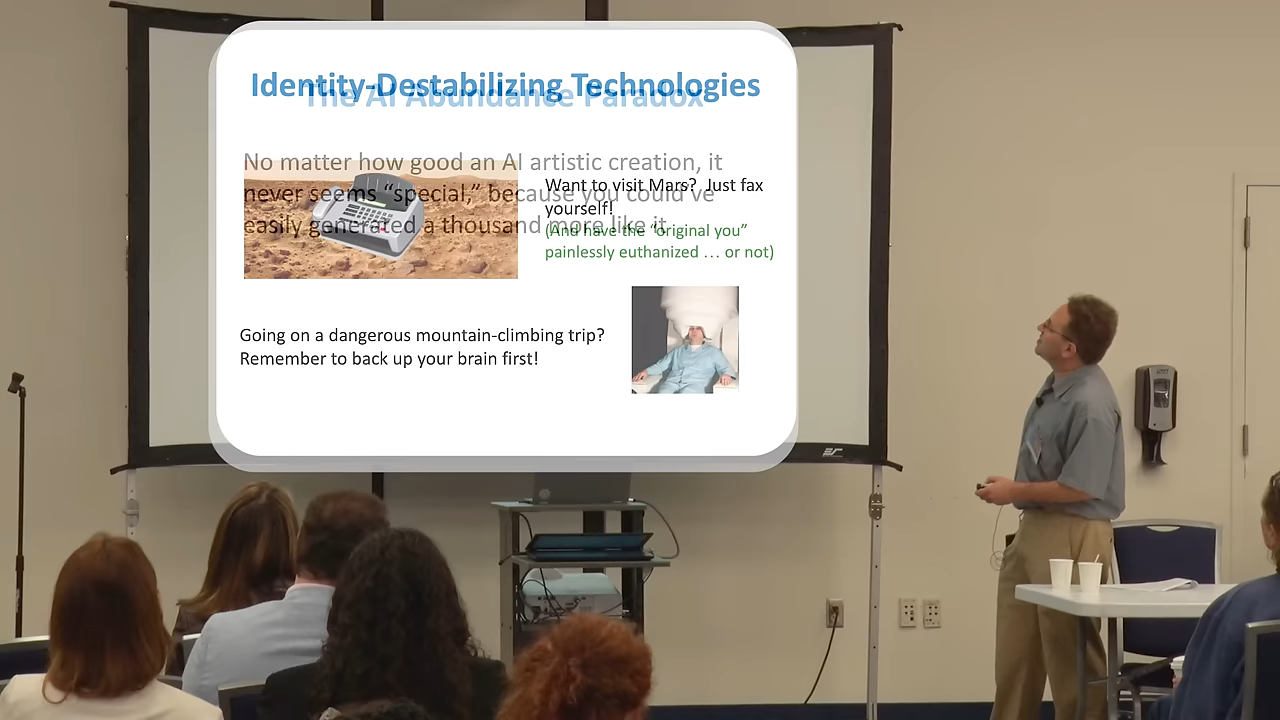 Identity-Destabilizing Technologies
The AI Abundance Paradox
No matter how good an AI artistic creation, it
never seems “special,” because you could’ve
easily generated a thousand more like it.
Want to visit Mars? Just fax
yourself!
(And have the “original you”
painlessly euthanized … or not)
Going on a dangerous mountain-climbing trip?
Remember to back up your brain first!